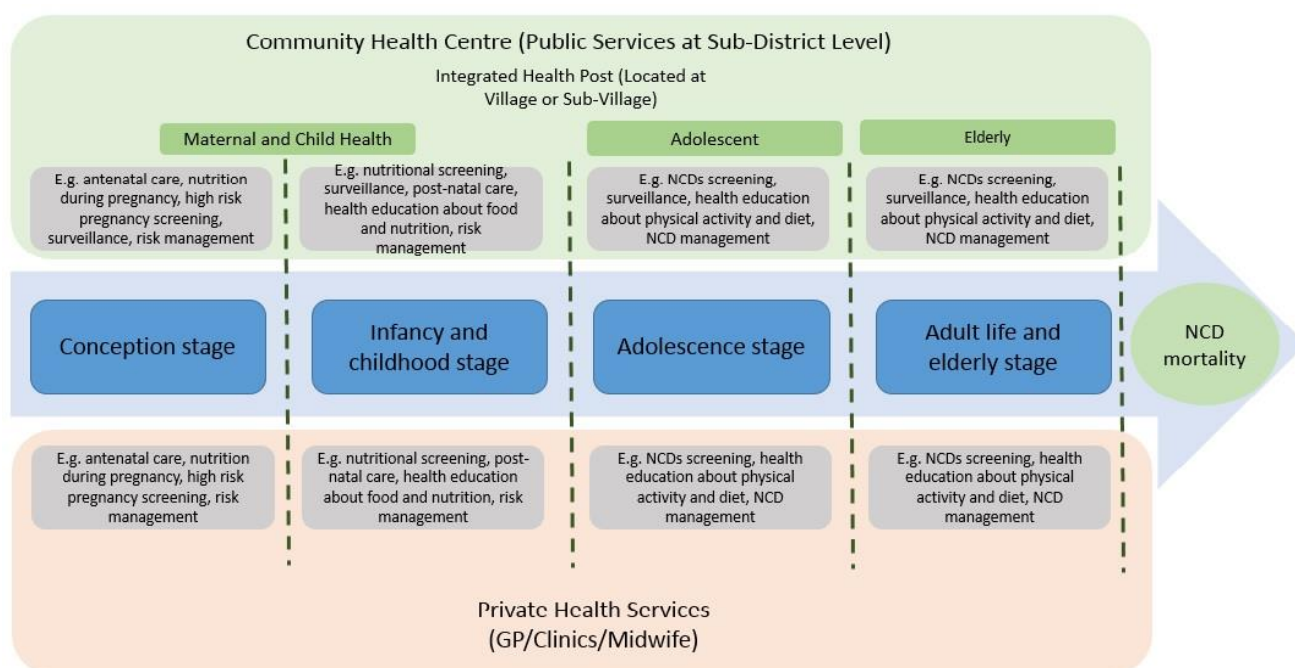 Community Health Centre (Public Services at Sub-District Level)
Integrated Health Post (Located at
Village or Sub-Village)
Maternal and Child Health
Adolescent
Elderly
E.g. antenatal care, nutrition
during pregnancy, high risk
pregnancy screening,
surveillance, risk management
E.g. nutritional screening,
surveillance, post-natal care,
health education about food
and nutrition, risk
management
E.g. NCDs screening,
surveillance, health education
about physical activity and diet,
NCD management
E.g. NCDs screening,
surveillance, health education
about physical activity and diet,
NCD management
Conception stage
Infancy and
childhood stage
Adolescence stage
Adult life and
elderly stage
NCD
mortality
E.g. antenatal care, nutrition
during pregnancy, high risk
pregnancy screening, risk
management
E.g. nutritional screening, post-
natal care, health education
about food and nutrition, risk
management
E.g. NCDs screening, health
education about physical
activity and diet, NCD
management
E.g. NCDs screening, health
education about physical
activity and diet, NCD
management
Private Health Services
(GP/Clinics/Midwife)